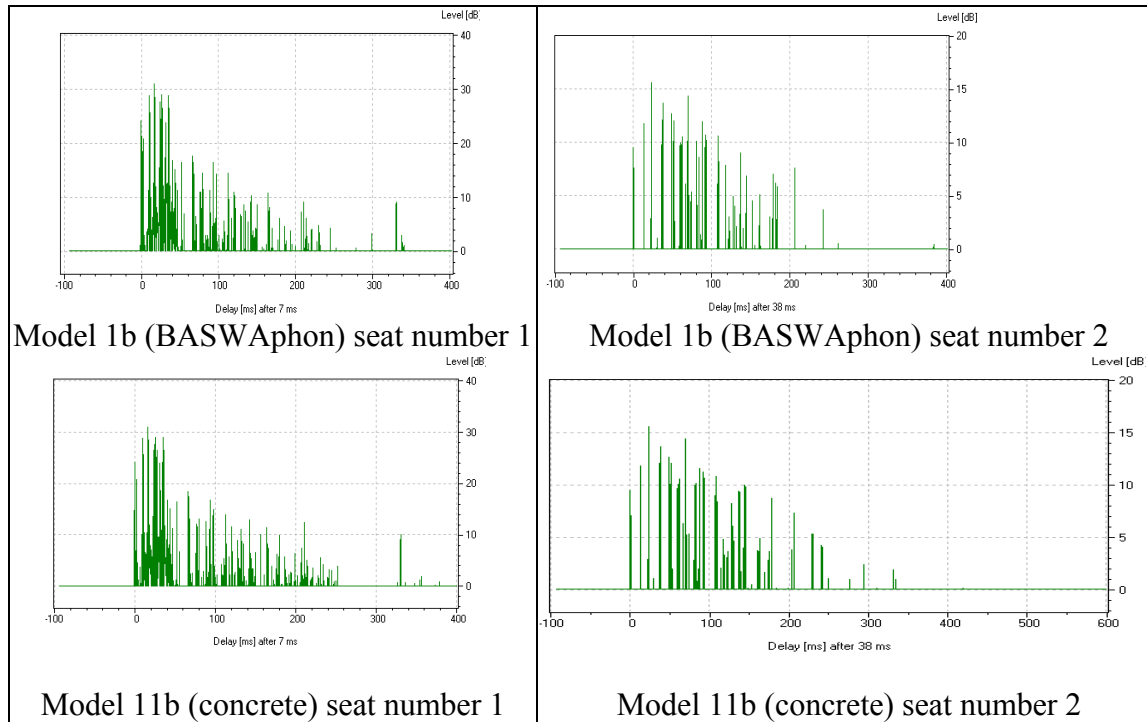 Level [dB]
40
30
20
10
0
-100 0 100 200 300 400
Delay [ms] after 7 ms
Model 1b (BASWAphon) seat number 1
Level [dB]
20
15
10
5
0
-100 0 100 200 300 400
Delay [ms] after 38 ms
Model 1b (BASWAphon) seat number 2
Level [dB]
40
30
20
10
0
-100 0 100 200 300 400
Delay [ms] after 7 ms
Model 11b (concrete) seat number 1
Level [dB]
20
15
10
5
0
-100 0 100 200 300 400 500 600
Delay [ms] after 38 ms
Model 11b (concrete) seat number 2